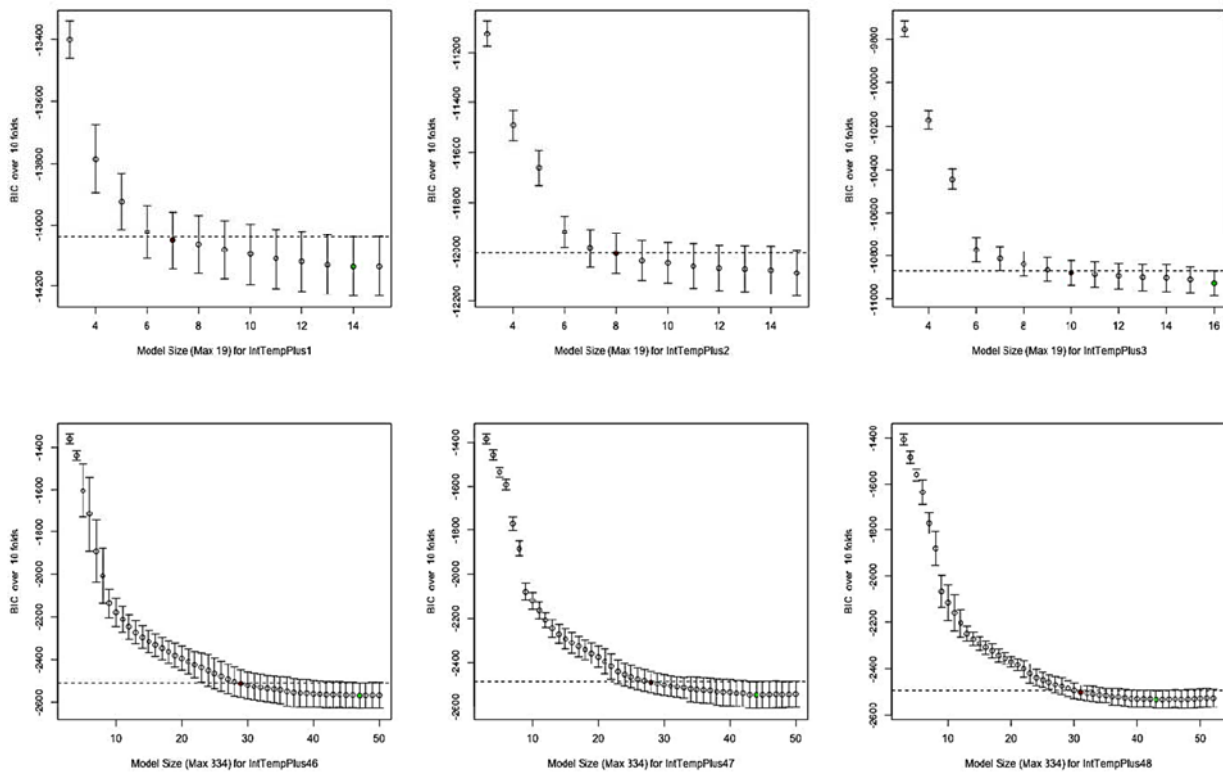 -13400
-13600
-13800
-14000
-14200
BIC over 10 folds
4 6 8 10 12 14
Model Size (Max 19) for IntTempPlus1
-11200
-11400
-11600
-11800
-12000
-12200
BIC over 10 folds
4 6 8 10 12 14
Model Size (Max 19) for IntTempPlus2
-9800
-10000
-10200
-10400
-10600
-10800
-11000
BIC over 10 folds
4 6 8 10 12 14 16
Model Size (Max 19) for IntTempPlus3
-1400
-1600
-1800
-2000
-2200
-2400
-2600
BIC over 10 folds
10 20 30 40 50
Model Size (Max 334) for IntTempPlus46
-1400
-1600
-1800
-2000
-2200
-2400
-2600
BIC over 10 folds
10 20 30 40 50
Model Size (Max 334) for IntTempPlus47
-1400
-1600
-1800
-2000
-2200
-2400
-2600
BIC over 10 folds
10 20 30 40 50
Model Size (Max 334) for IntTempPlus48